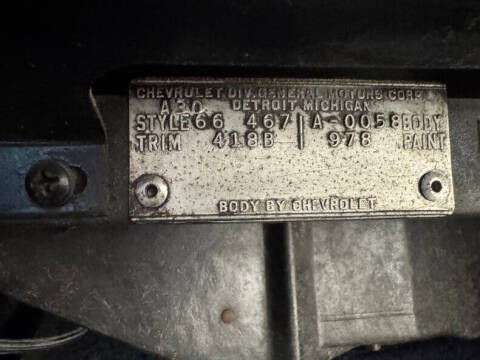 CHEVROLET DIV. GENERAL MOTORS CORP.
A30 DETROIT MICHIGAN
STYLE 66 467 A-0058 BODY
TRIM 418B 978 PAINT
BODY BY CHEVROLET